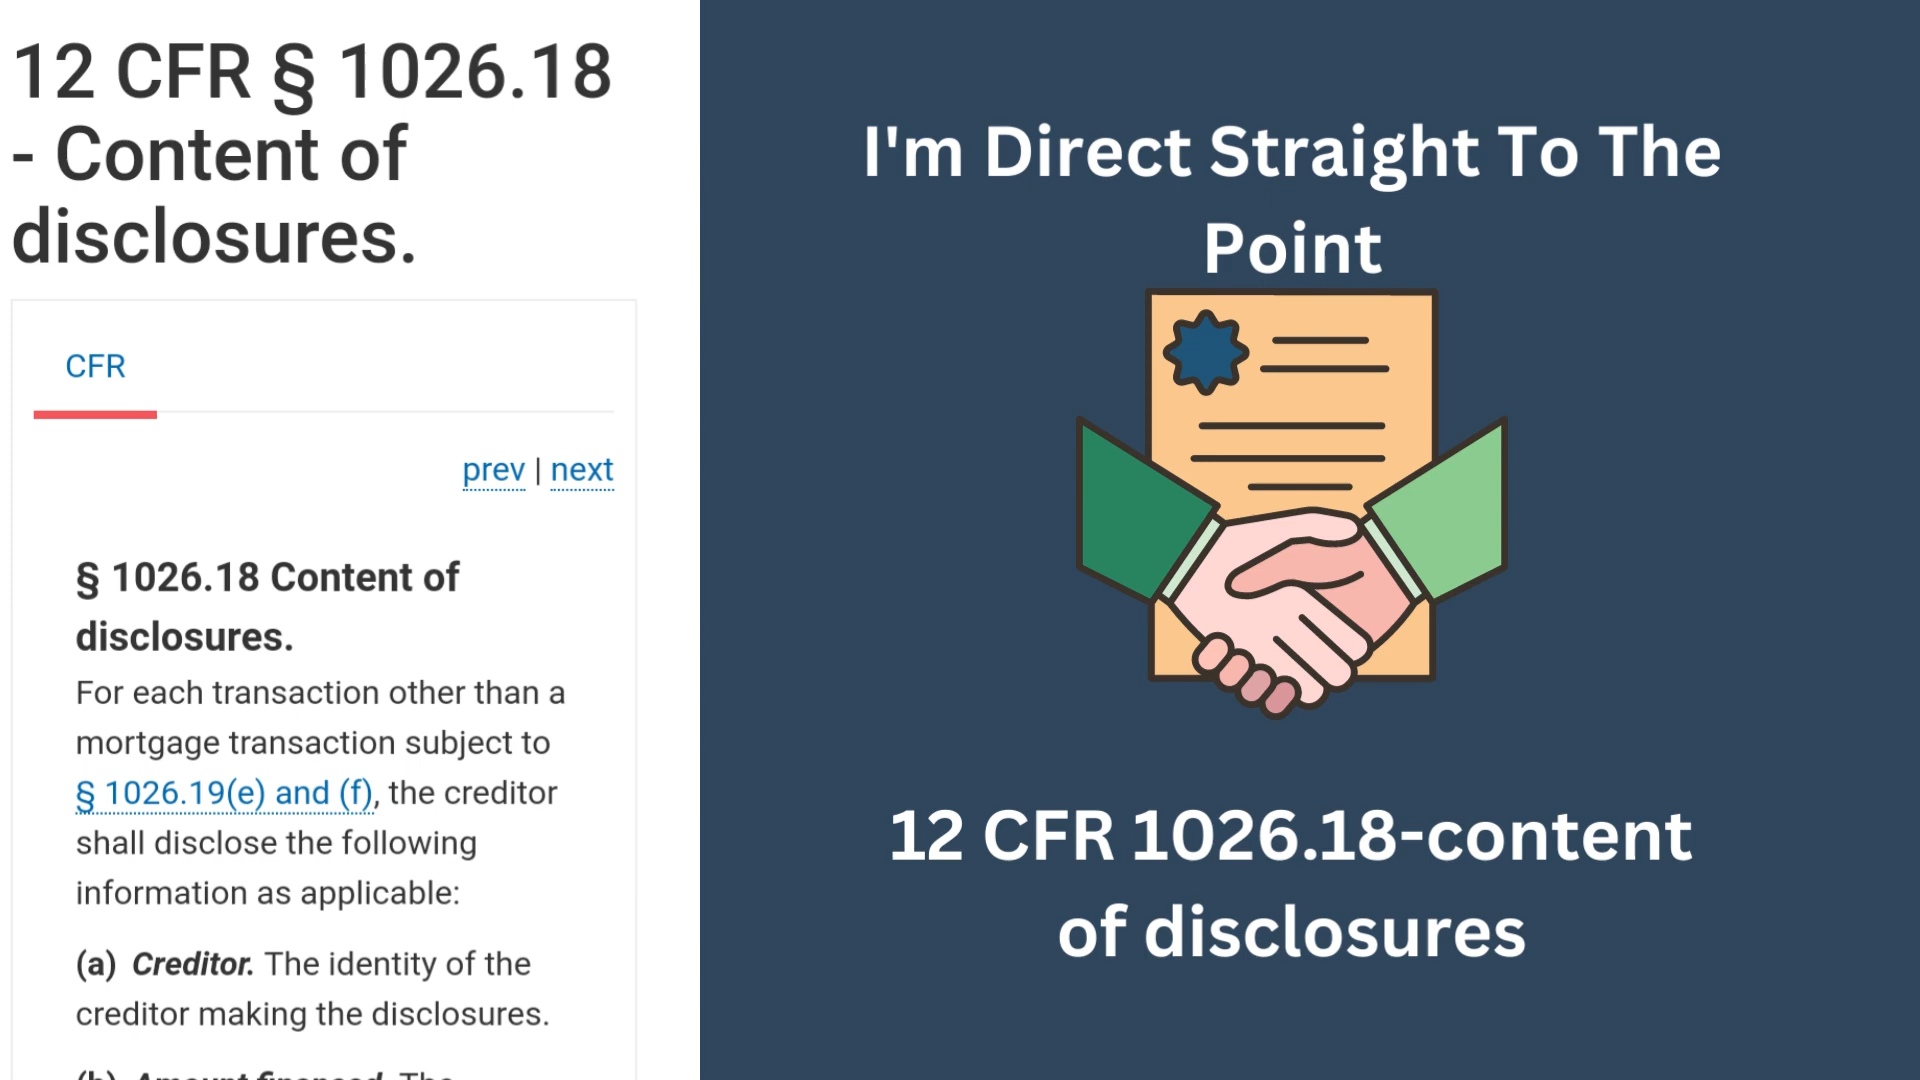 12 CFR § 1026.18
- Content of
disclosures.
CFR
prev | next
§ 1026.18 Content of
disclosures.
For each transaction other than a
mortgage transaction subject to
§ 1026.19(e) and (f), the creditor
shall disclose the following
information as applicable:
(a) Creditor. The identity of the
creditor making the disclosures.
(b) Amount financed. The
I'm Direct Straight To The
Point
12 CFR 1026.18-content
of disclosures